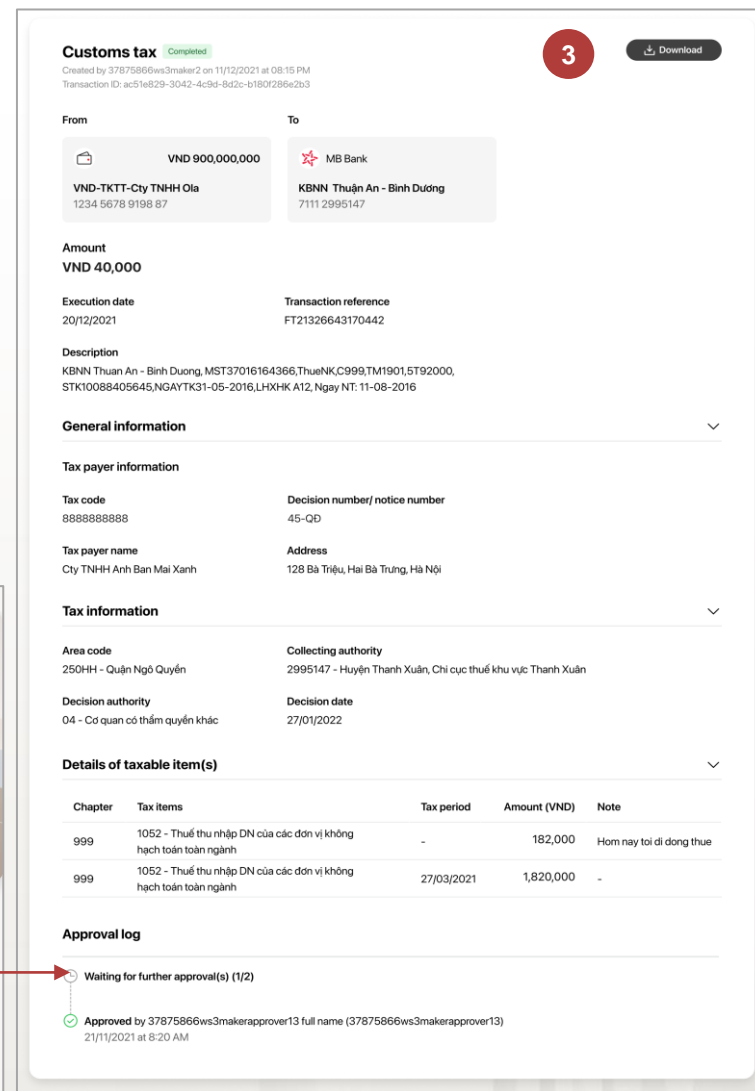 Customs tax Completed
3
Download
Created by 37875866ws3maker2 on 11/12/2021 at 08:15 PM
Transaction ID: ac51e829-3042-4c9d-8d2c-b180f286e2b3
From To
VND 900,000,000 MB Bank
VND-TKTT-Cty TNHH Ola KBNN Thuận An - Bình Dương
1234 5678 9198 87 7111 2995147
Amount
VND 40,000
Execution date Transaction reference
20/12/2021 FT21326643170442
Description
KBNN Thuan An - Binh Duong, MST37016164366,ThueNK,C999,TM1901,5T92000,
STK10088405645,NGAYTK31-05-2016,LHXHK A12, Ngay NT: 11-08-2016
General information
Tax payer information
Tax code Decision number/ notice number
8888888888 45-QĐ
Tax payer name Address
Cty TNHH Anh Ban Mai Xanh 128 Bà Triệu, Hai Bà Trưng, Hà Nội
Tax information
Area code Collecting authority
250HH - Quận Ngô Quyền 2995147 - Huyện Thanh Xuân, Chi cục thuế khu vực Thanh Xuân
Decision authority Decision date
04 - Cơ quan có thẩm quyền khác 27/01/2022
Details of taxable item(s)
Chapter Tax items Tax period Amount (VND) Note
999 1052 - Thuế thu nhập DN của các đơn vị không - 182,000 Hom nay toi di dong thue
hạch toán toàn ngành
999 1052 - Thuế thu nhập DN của các đơn vị không 27/03/2021 1,820,000 -
hạch toán toàn ngành
Approval log
Waiting for further approval(s) (1/2)
Approved by 37875866ws3makerapprover13 full name (37875866ws3makerapprover13)
21/11/2021 at 8:20 AM